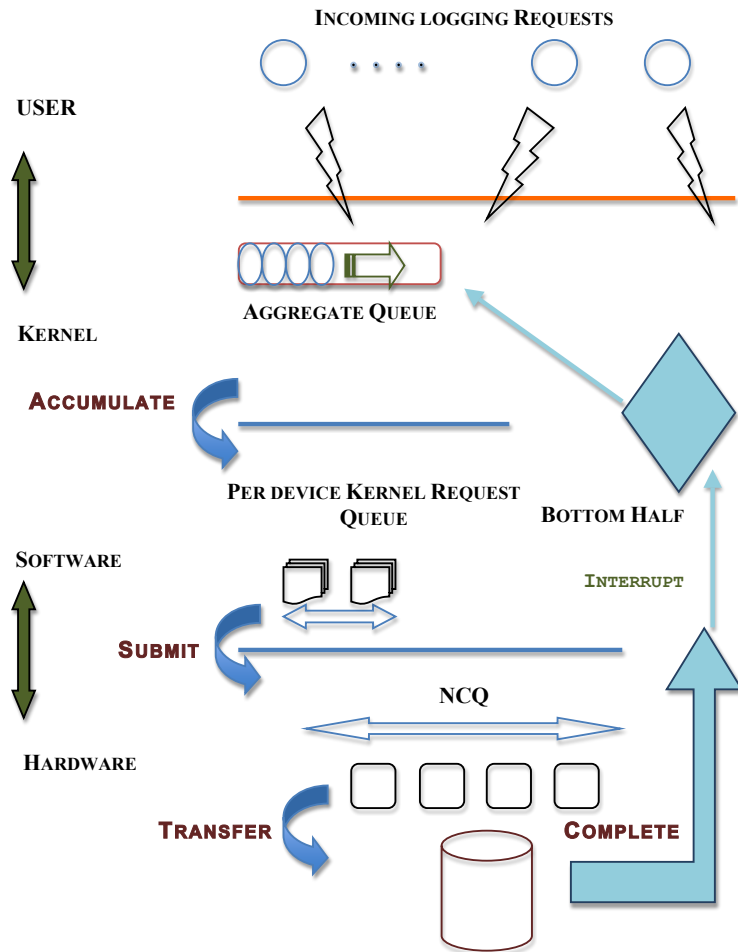 INCOMING LOGGING REQUESTS
USER
AGGREGATE QUEUE
KERNEL
ACCUMULATE
PER DEVICE KERNEL REQUEST
QUEUE
BOTTOM HALF
SOFTWARE
INTERRUPT
SUBMIT
NCQ
HARDWARE
TRANSFER
COMPLETE